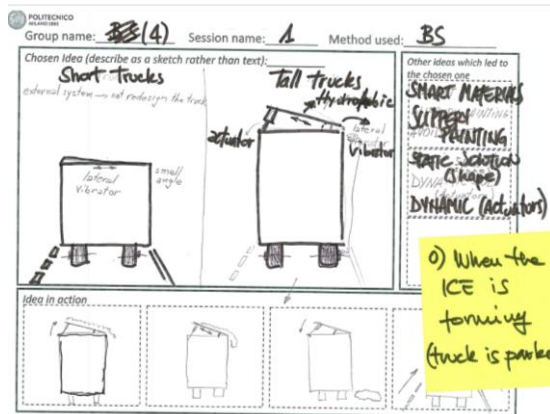 POLITECNICO
MILANO 1863
Group name: (4) Session name: 1 Method used: BS
Chosen Idea (describe as a sketch rather than text):
Other ideas which led to
the chosen one
Short trucks
external system → not redesign the truck
lateral
vibrator
small
angle
Tall trucks
Hydrophobic
actuator
lateral
vibrator
SMART MATERIALS
SLIPPERY
PAINTING
STATIC SOLUTION
(shape)
DYNAMIC (Actuators)
0) When the
ICE is
forming
(truck is
Idea in action